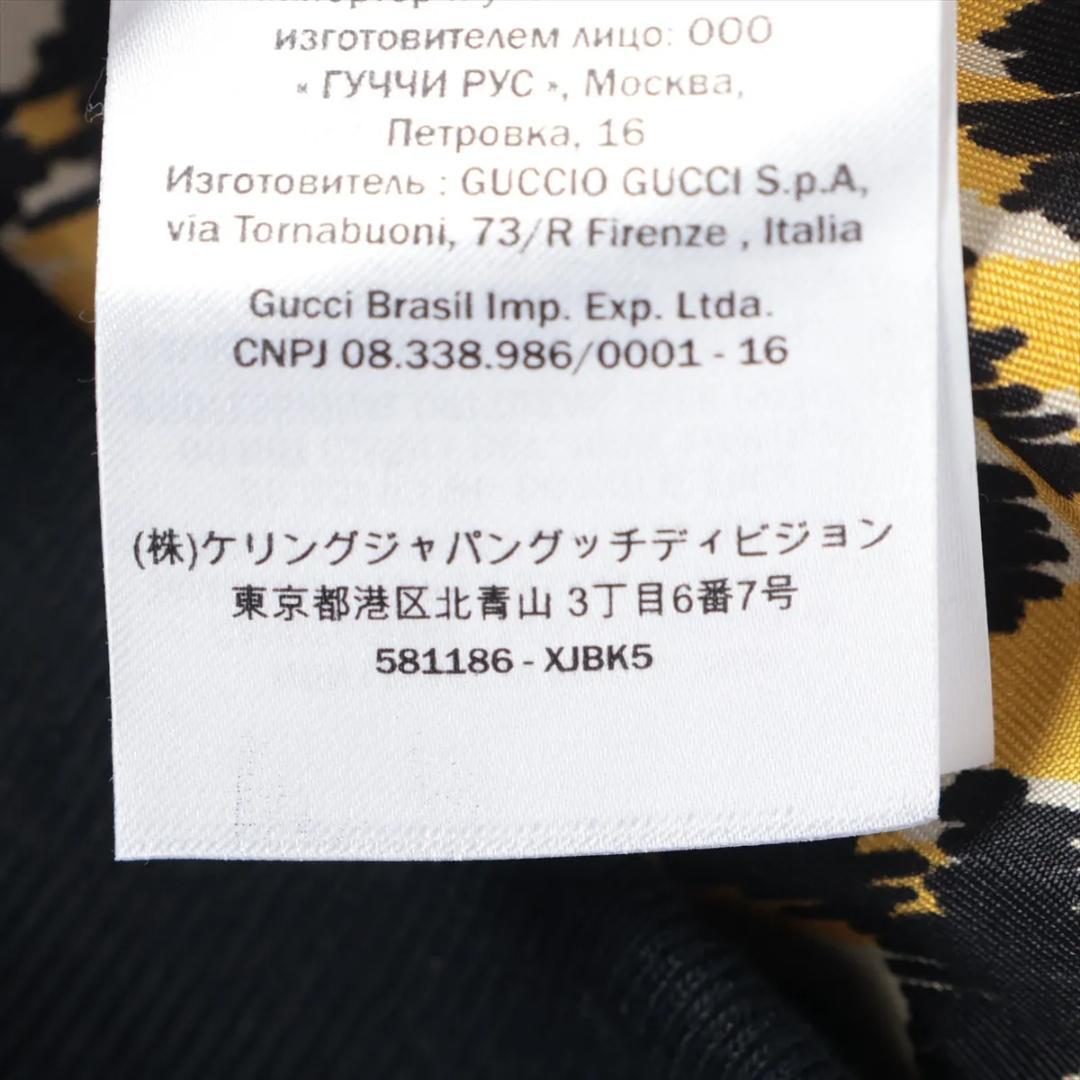 изготовителем лицо: ООО
« ГУЧЧИ РУС », Москва,
Петровка, 16
Изготовитель : GUCCIO GUCCI S.p.A,
via Tornabuoni, 73/R Firenze , Italia
Gucci Brasil Imp. Exp. Ltda.
CNPJ 08.338.986/0001 - 16
(株)ケリングジャパングッチディビジョン
東京都港区北青山 3丁目6番7号
581186 - XJBK5